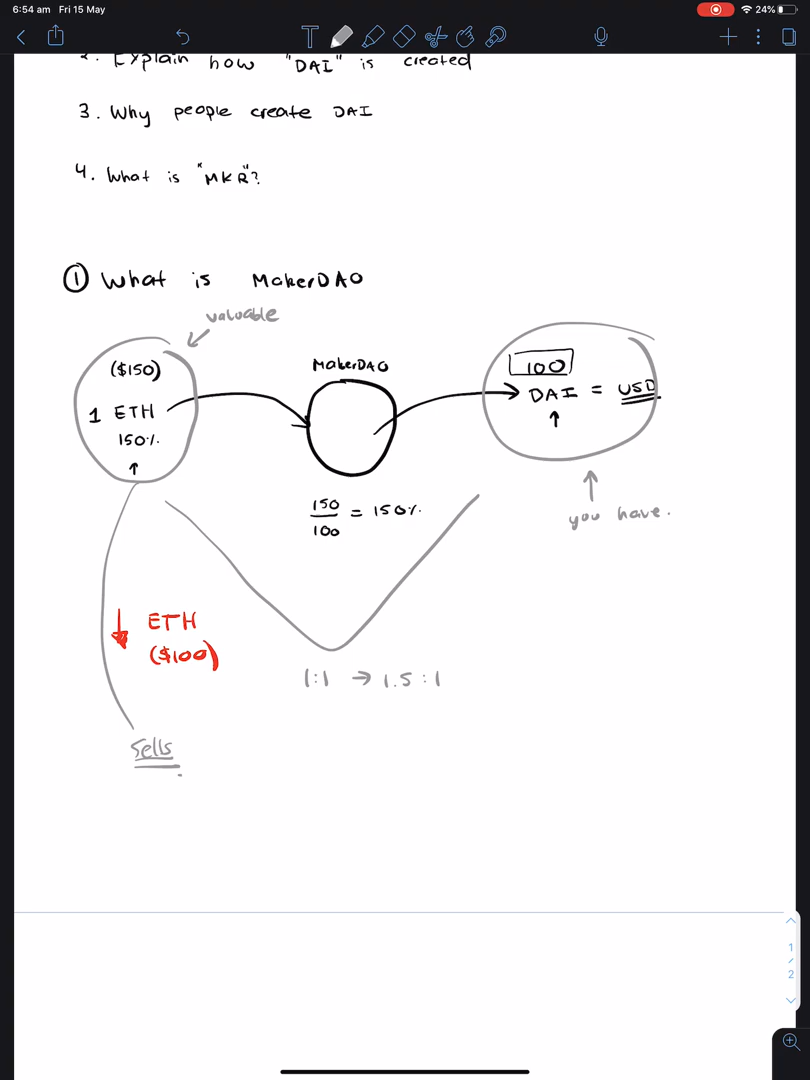 6:54 am Fri 15 May
24%
2. Explain how "DAI" is created
3. Why people create DAI
4. What is "MKR"?
1 What is MakerDAO
valuable
($150)
1 ETH
150%
MakerDAO
100
DAI = USD
150
100
= 150%
you have.
ETH
($100)
1:1 → 1.5:1
Sells
1
/
2